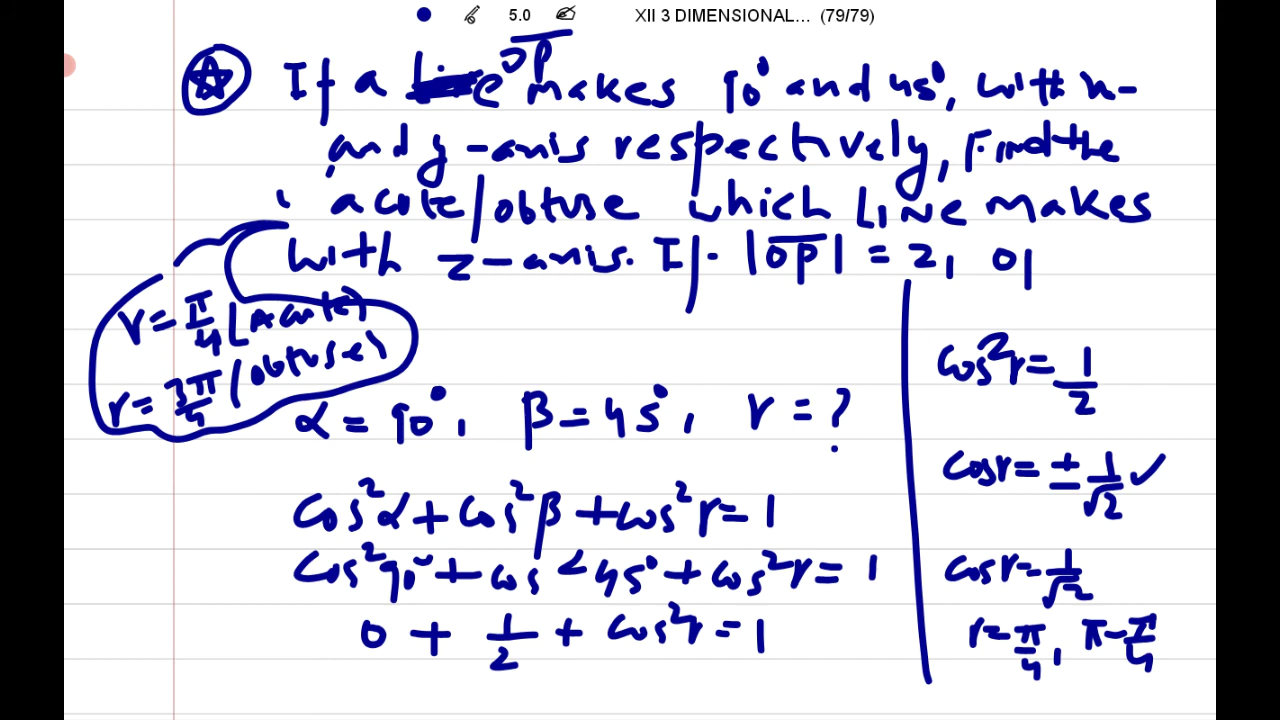 5.0 XII 3 DIMENSIONAL... (79/79)
If a OP makes 90° and 45°, with x-
and y-axis respectively, Find the
acute/obtuse which Line makes
with z-axis. If |OP| = 2, of
γ = π/4 (Acute)
γ = 3π/4 (obtuse)
α = 90°, β = 45°, γ = ?
cos²α + cos²β + cos²γ = 1
cos²90° + cos²45° + cos²γ = 1
0 + 1/2 + cos²γ = 1
cos²γ = 1/2
cosγ = ± 1/√2 ✓
cosγ = 1/√2
γ = π/4, π - π/4